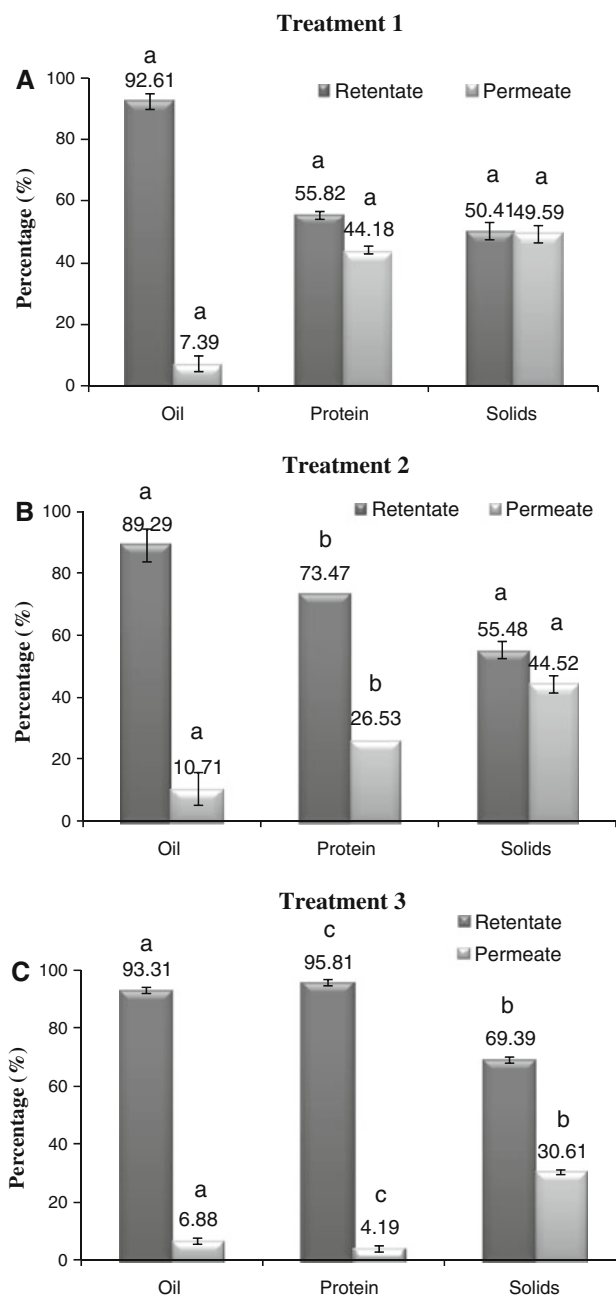 Treatment 1
A
Retentate Permeate
Percentage (%)
100
80
60
40
20
0
a
92.61
a
7.39
a
55.82
a
44.18
a
50.41
a
49.59
Oil Protein Solids
Treatment 2
B
Retentate Permeate
Percentage (%)
100
80
60
40
20
0
a
89.29
a
10.71
b
73.47
b
26.53
a
55.48
a
44.52
Oil Protein Solids
Treatment 3
C
Retentate
Permeate
Percentage (%)
100
80
60
40
20
0
a
93.31
a
6.88
c
95.81
c
4.19
b
69.39
b
30.61
Oil Protein Solids